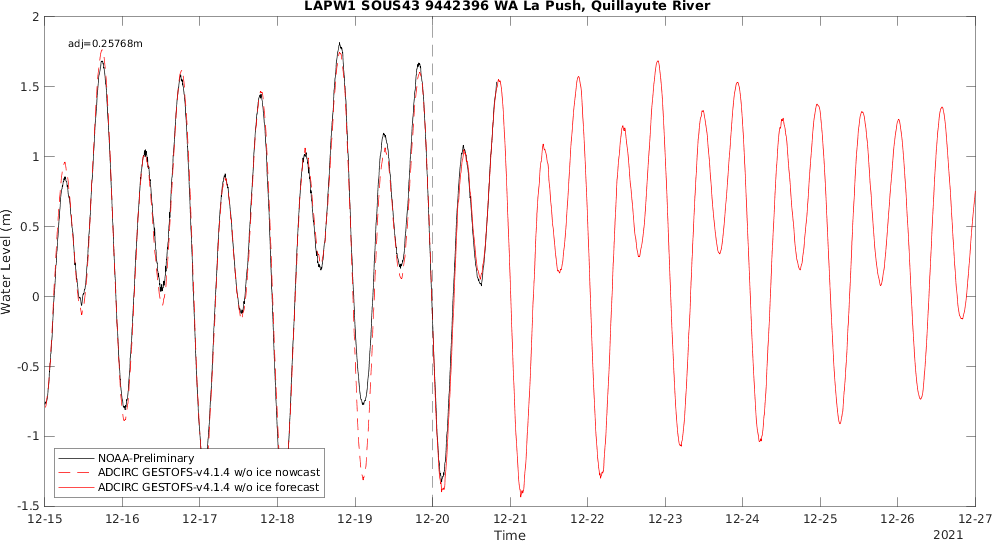 LAPW1 SOUS43 9442396 WA La Push, Quillayute River
adj=0.25768m
2
1.5
1
0.5
0
-0.5
-1
-1.5
Water Level (m)
NOAA-Preliminary
ADCIRC GESTOFS-v4.1.4 w/o ice nowcast
ADCIRC GESTOFS-v4.1.4 w/o ice forecast
12-15 12-16 12-17 12-18 12-19 12-20 12-21 12-22 12-23 12-24 12-25 12-26 12-27
Time
2021